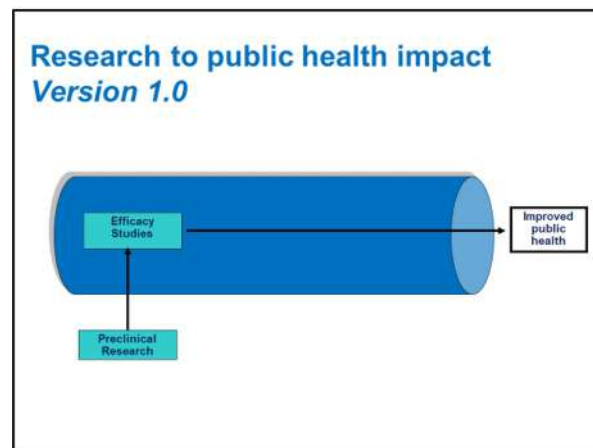 Research to public health impact
Version 1.0
Efficacy
Studies
Improved
public
health
Preclinical
Research